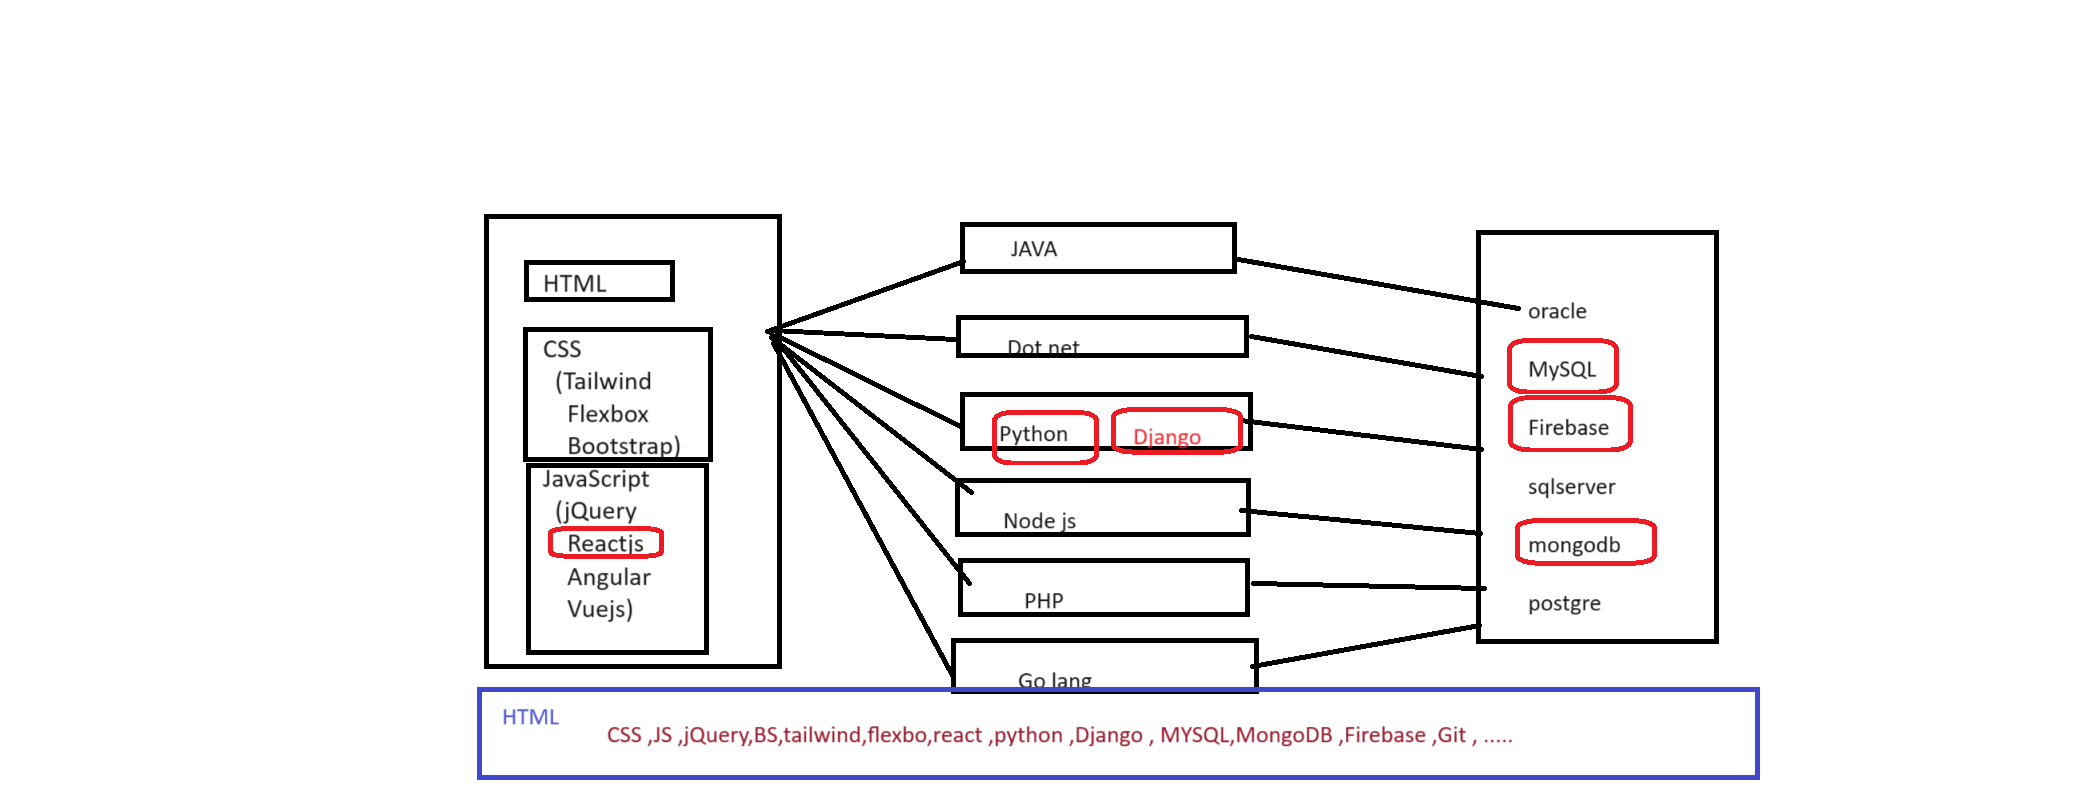 HTML
CSS
(Tailwind
Flexbox
Bootstrap)
JavaScript
(jQuery
Reactjs
Angular
Vuejs)
JAVA
Dot net
Python Django
Node js
PHP
Go lang
oracle
MySQL
Firebase
sqlserver
mongodb
postgre
HTML
CSS ,JS ,jQuery,BS,tailwind,flexbo,react ,python ,Django , MYSQL,MongoDB ,Firebase ,Git , .....